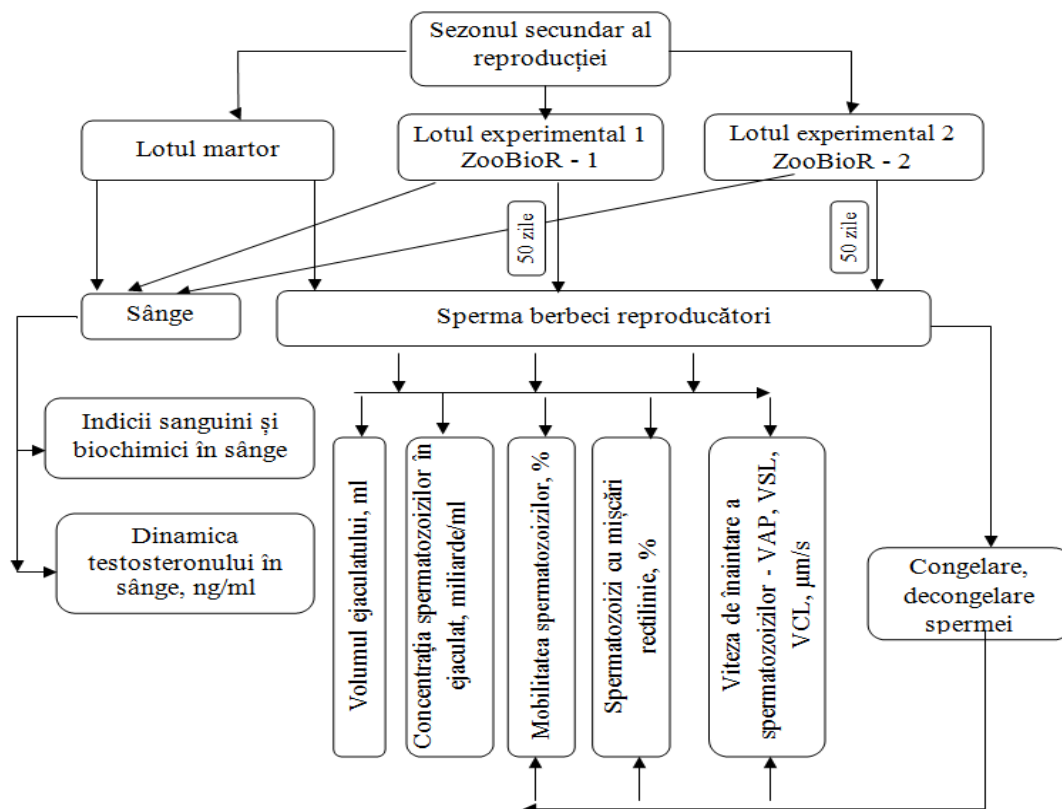 Sezonul secundar al
reproducției
Lotul martor
Lotul experimental 1
ZooBioR - 1
Lotul experimental 2
ZooBioR - 2
50 zile
50 zile
Sânge
Sperma berbeci reproducători
Indicii sanguini și
biochimici în sânge
Dinamica
testosteronului în
sânge, ng/ml
Volumul ejaculatului, ml
Concentrația spermatozoizilor în
ejaculat, miliarde/ml
Mobilitatea spermatozoizilor, %
Spermatozoizi cu mișcări
rectilinie, %
Viteza de înaintare a
spermatozoizilor - VAP, VSL,
VCL, µm/s
Congelare,
decongelare
spermei